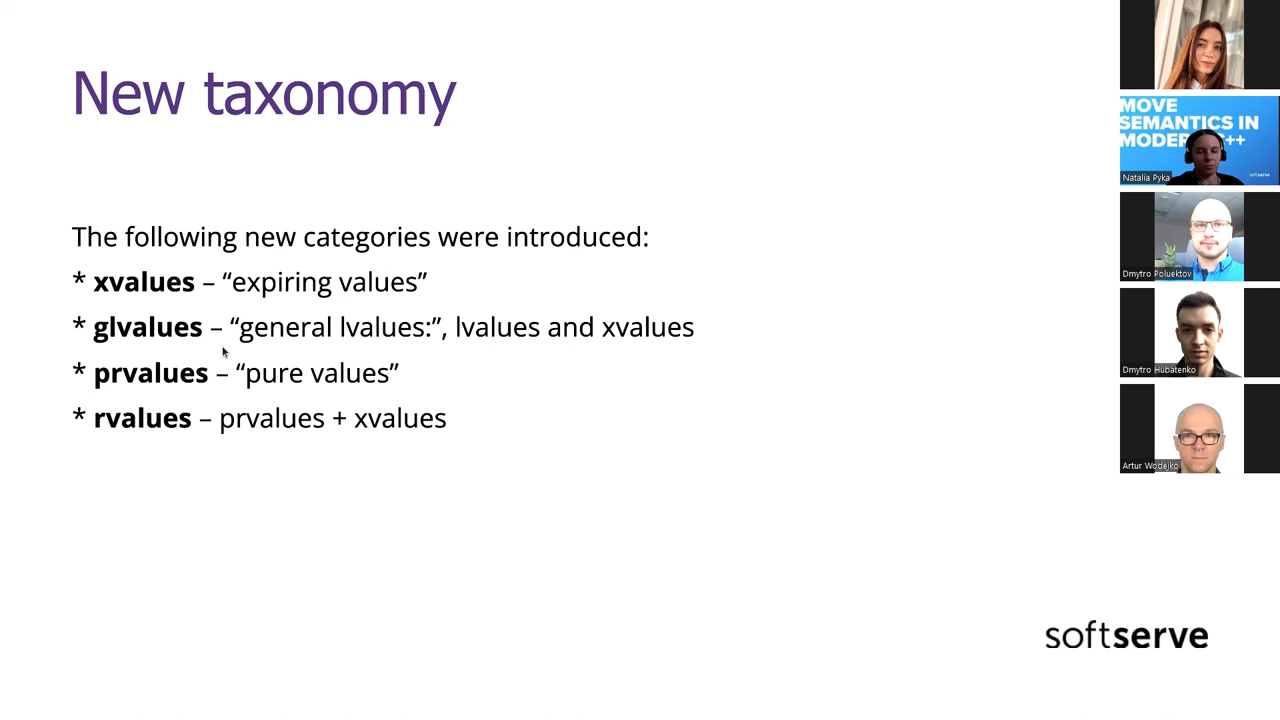 New taxonomy
The following new categories were introduced:
* xvalues – “expiring values”
* glvalues – “general lvalues:”, lvalues and xvalues
* prvalues – “pure values”
* rvalues – prvalues + xvalues
softserve
MOVE
SEMANTICS IN
MODER C++
softserve
Natalia Pyka
Dmytro Poluektov
Dmytro Hubatenko
Artur Wodejko